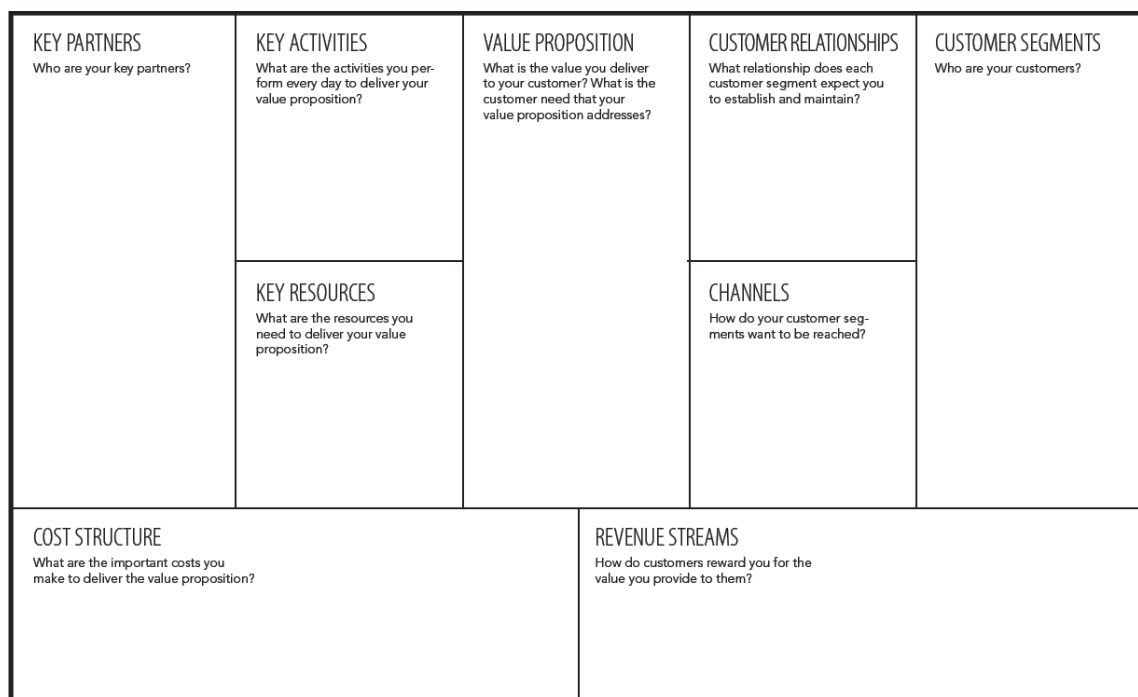 KEY PARTNERS
Who are your key partners?
KEY ACTIVITIES
What are the activities you per-
form every day to deliver your
value proposition?
KEY RESOURCES
What are the resources you
need to deliver your value
proposition?
VALUE PROPOSITION
What is the value you deliver
to your customer? What is the
customer need that your
value proposition addresses?
CUSTOMER RELATIONSHIPS
What relationship does each
customer segment expect you
to establish and maintain?
CHANNELS
How do your customer seg-
ments want to be reached?
CUSTOMER SEGMENTS
Who are your customers?
COST STRUCTURE
What are the important costs you
make to deliver the value proposition?
REVENUE STREAMS
How do customers reward you for the
value you provide to them?